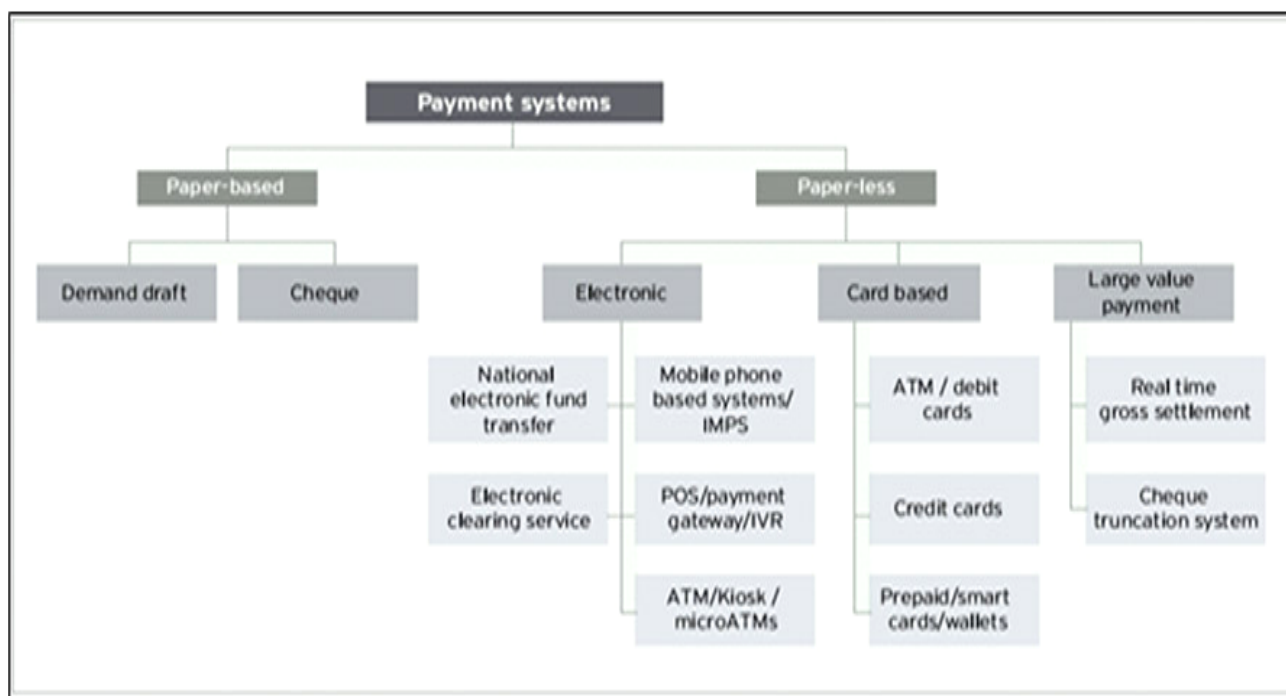 Payment systems
Paper-based
Paper-less
Demand draft
Cheque
Electronic
Card based
Large value
payment
National
electronic fund
transfer
Mobile phone
based systems/
IMPS
ATM / debit
cards
Real time
gross settlement
Electronic
clearing service
POS/payment
gateway/IVR
Credit cards
Cheque
truncation system
ATM/Kiosk /
microATMs
Prepaid/smart
cards/wallets